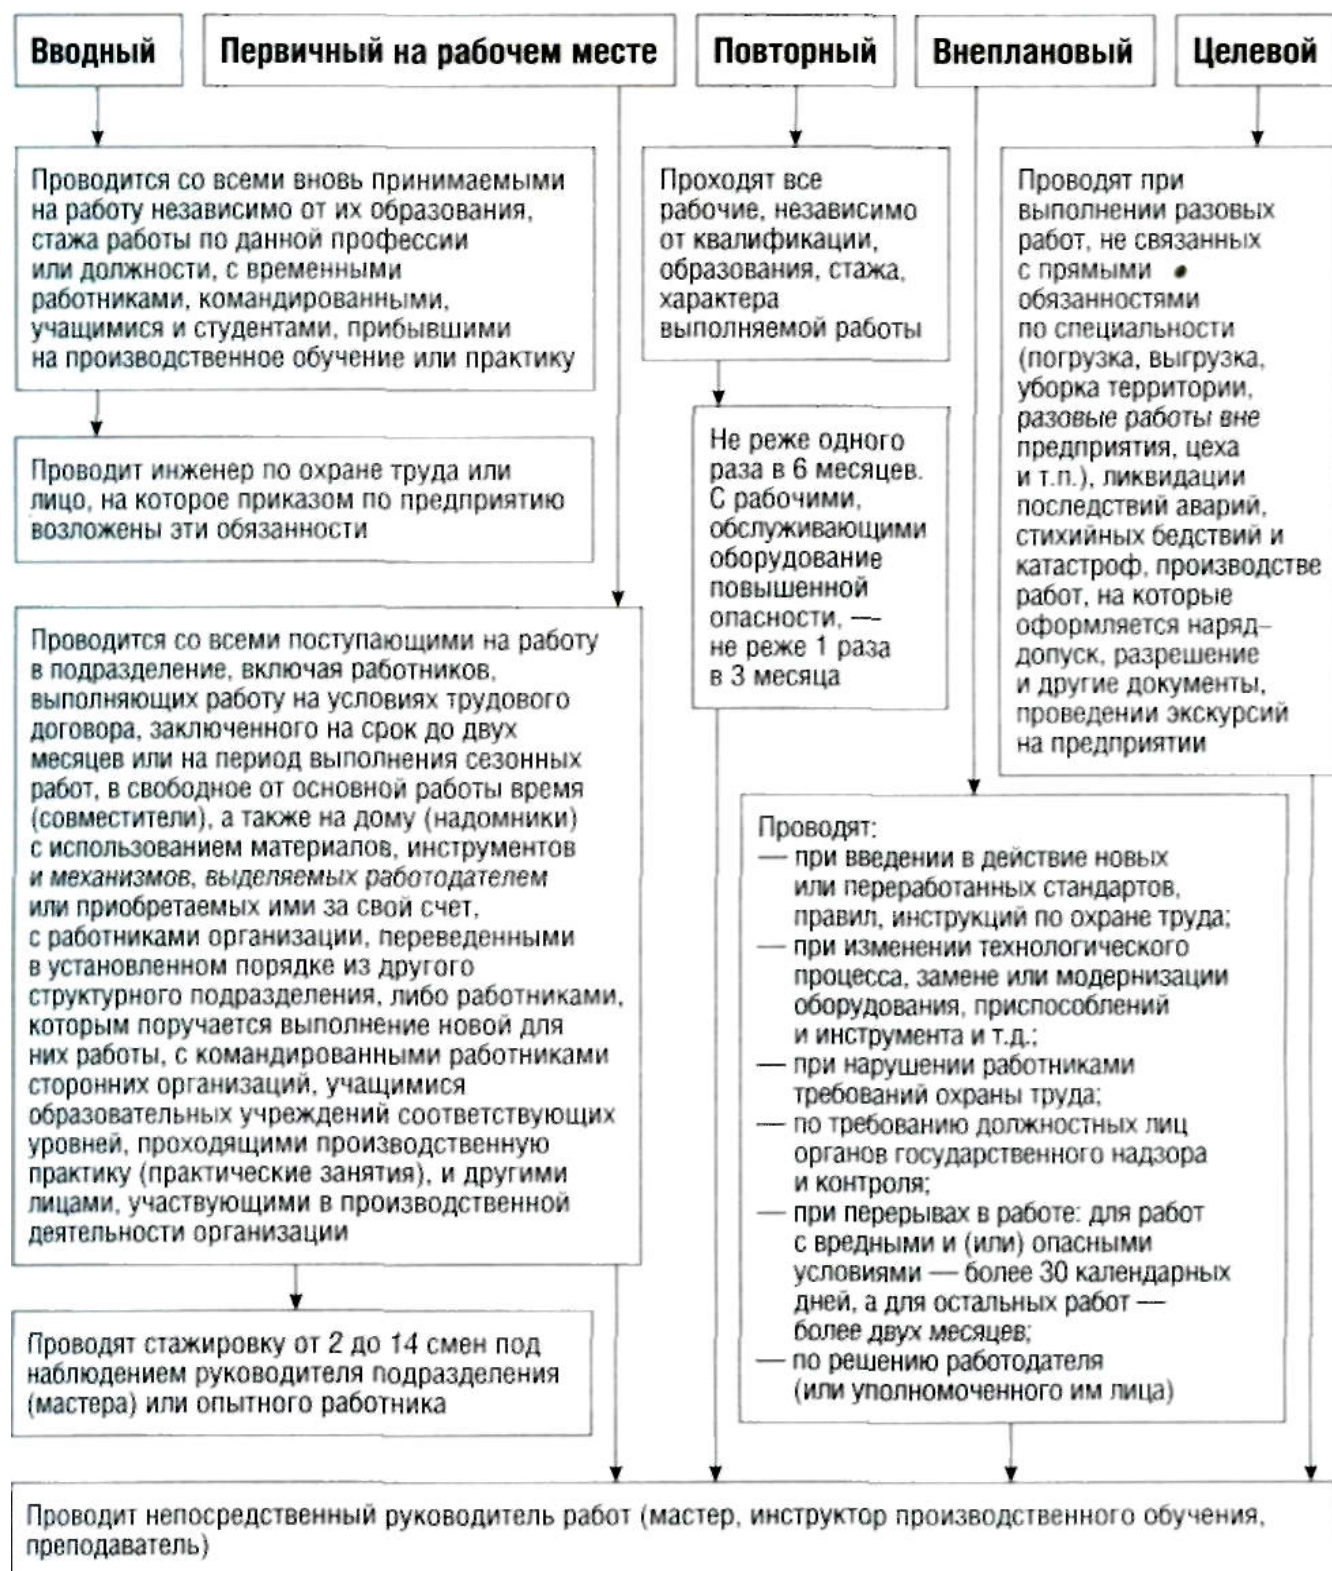 Вводный
Первичный на рабочем месте
Повторный
Внеплановый
Целевой
Проводится со всеми вновь принимаемыми
на работу независимо от их образования,
стажа работы по данной профессии
или должности, с временными
работниками, командированными,
учащимися и студентами, прибывшими
на производственное обучение или практику
Проводит инженер по охране труда или
лицо, на которое приказом по предприятию
возложены эти обязанности
Проводится со всеми поступающими на работу
в подразделение, включая работников,
выполняющих работу на условиях трудового
договора, заключенного на срок до двух
месяцев или на период выполнения сезонных
работ, в свободное от основной работы время
(совместители), а также на дому (надомники)
с использованием материалов, инструментов
и механизмов, выделяемых работодателем
или приобретаемых ими за свой счет,
с работниками организации, переведенными
в установленном порядке из другого
структурного подразделения, либо работниками,
которым поручается выполнение новой для
них работы, с командированными работниками
сторонних организаций, учащимися
образовательных учреждений соответствующих
уровней, проходящими производственную
практику (практические занятия), и другими
лицами, участвующими в производственной
деятельности организации
Проводят стажировку от 2 до 14 смен под
наблюдением руководителя подразделения
(мастера) или опытного работника
Проходят все
рабочие, независимо
от квалификации,
образования, стажа,
характера
выполняемой работы
Не реже одного
раза в 6 месяцев.
С рабочими,
обслуживающими
оборудование
повышенной
опасности, —
не реже 1 раза
в 3 месяца
Проводят:
— при введении в действие новых
или переработанных стандартов,
правил, инструкций по охране труда;
— при изменении технологического
процесса, замене или модернизации
оборудования, приспособлений
и инструмента и т.д.;
— при нарушении работниками
требований охраны труда;
— по требованию должностных лиц
органов государственного надзора
и контроля;
— при перерывах в работе: для работ
с вредными и (или) опасными
условиями — более 30 календарных
дней, а для остальных работ —
более двух месяцев;
— по решению работодателя
(или уполномоченного им лица)
Проводят при
выполнении разовых
работ, не связанных
с прямыми
обязанностями
по специальности
(погрузка, выгрузка,
уборка территории,
разовые работы вне
предприятия, цеха
и т.п.), ликвидации
последствий аварий,
стихийных бедствий и
катастроф, производстве
работ, на которые
оформляется наряд–
допуск, разрешение
и другие документы,
проведении экскурсий
на предприятии
Проводит непосредственный руководитель работ (мастер, инструктор производственного обучения,
преподаватель)